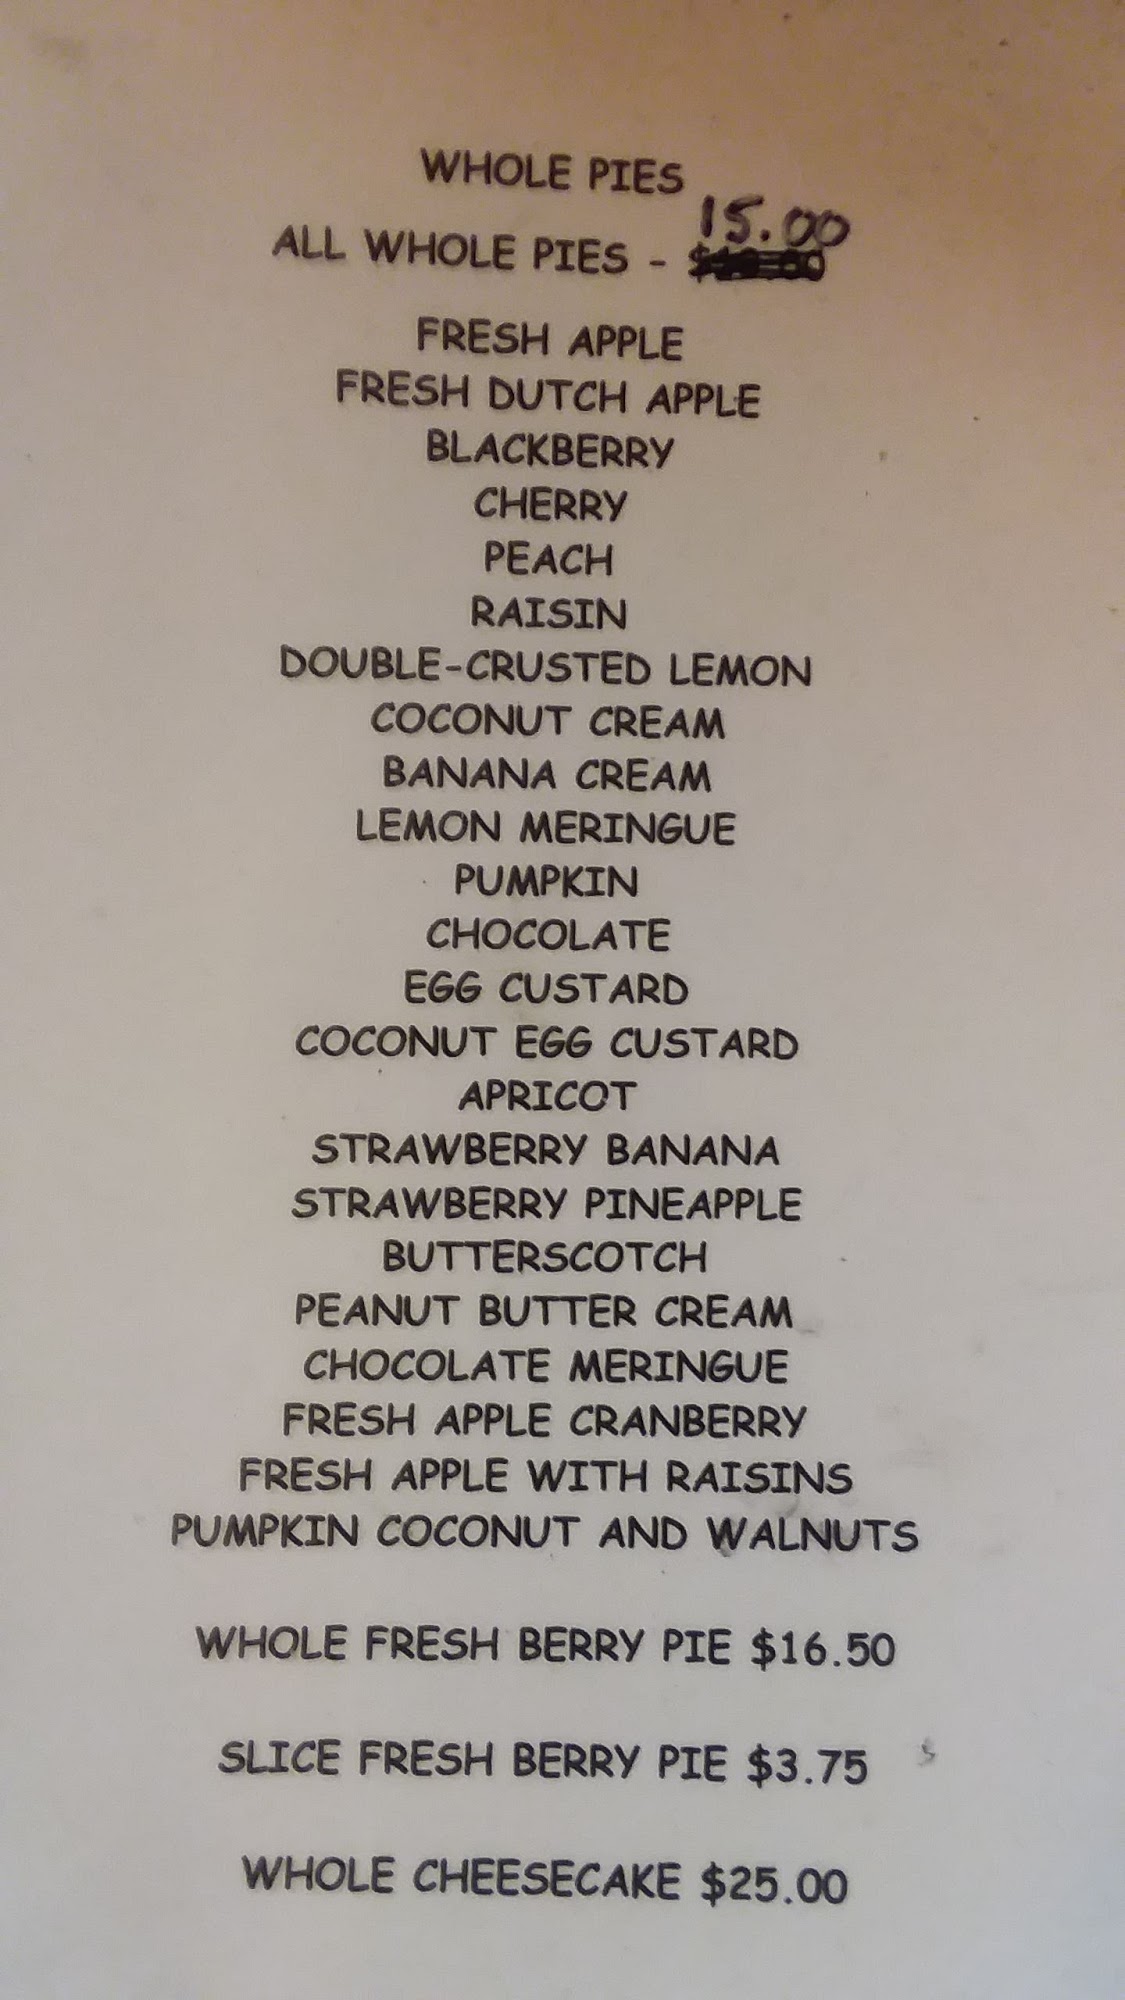 WHOLE PIES
15.00
ALL WHOLE PIES -
FRESH APPLE
FRESH DUTCH APPLE
BLACKBERRY
CHERRY
PEACH
RAISIN
DOUBLE-CRUSTED LEMON
COCONUT CREAM
BANANA CREAM
LEMON MERINGUE
PUMPKIN
CHOCOLATE
EGG CUSTARD
COCONUT EGG CUSTARD
APRICOT
STRAWBERRY BANANA
STRAWBERRY PINEAPPLE
BUTTERSCOTCH
PEANUT BUTTER CREAM
CHOCOLATE MERINGUE
FRESH APPLE CRANBERRY
FRESH APPLE WITH RAISINS
PUMPKIN COCONUT AND WALNUTS
WHOLE FRESH BERRY PIE $16.50
SLICE FRESH BERRY PIE $3.75
WHOLE CHEESECAKE $25.00